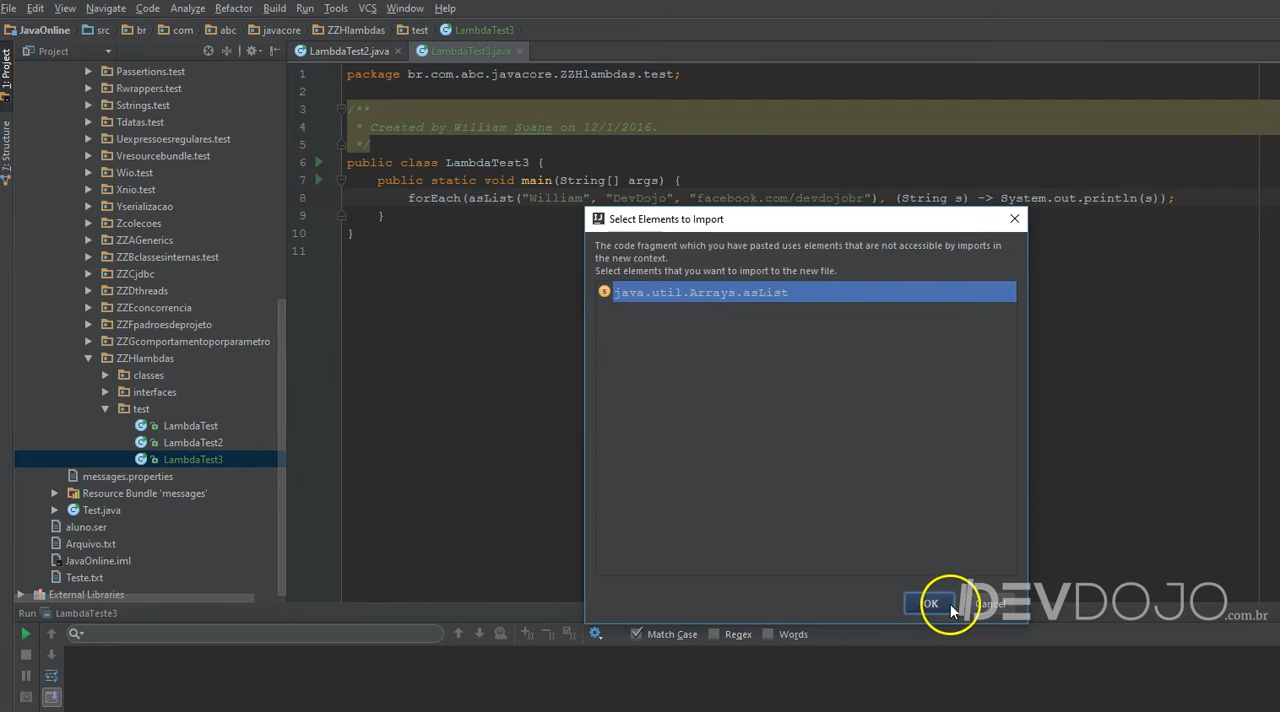 File Edit View Navigate Code Analyze Refactor Build Run Tools VCS Window Help
JavaOnline src br com abc javacore ZZHlambdas test LambdaTest3
1: Project
7: Structure
Project
Passertions.test
Rwrappers.test
Sstrings.test
Tdatas.test
Uexpressoesregulares.test
Vresourcebundle.test
Wio.test
Xnio.test
Yserializacao
Zcolecoes
ZZAGenerics
ZZBclassesinternas.test
ZZCjdbc
ZZDthreads
ZZEconcorrencia
ZZFpadroesdeprojeto
ZZGcomportamentoporparametro
ZZHlambdas
classes
interfaces
test
LambdaTest
LambdaTest2
LambdaTest3
messages.properties
Resource Bundle 'messages'
Test.java
aluno.ser
Arquivo.txt
JavaOnline.iml
Teste.txt
External Libraries
LambdaTest2.java LambdaTest3.java
1 package br.com.abc.javacore.ZZHlambdas.test;
2
3 /**
4 * Created by William Suane on 12/1/2016.
5 */
6 public class LambdaTest3 {
7 public static void main(String[] args) {
8 forEach(asList("William", "DevDojo", "facebook.com/devdojobr"), (String s) -> System.out.println(s));
9 }
10 }
11
Select Elements to Import
The code fragment which you have pasted uses elements that are not accessible by imports in
the new context.
Select elements that you want to import to the new file.
s java.util.Arrays.asList
OK Cancel
DEVDOJO.com.br
Run LambdaTeste3
Match Case Regex Words